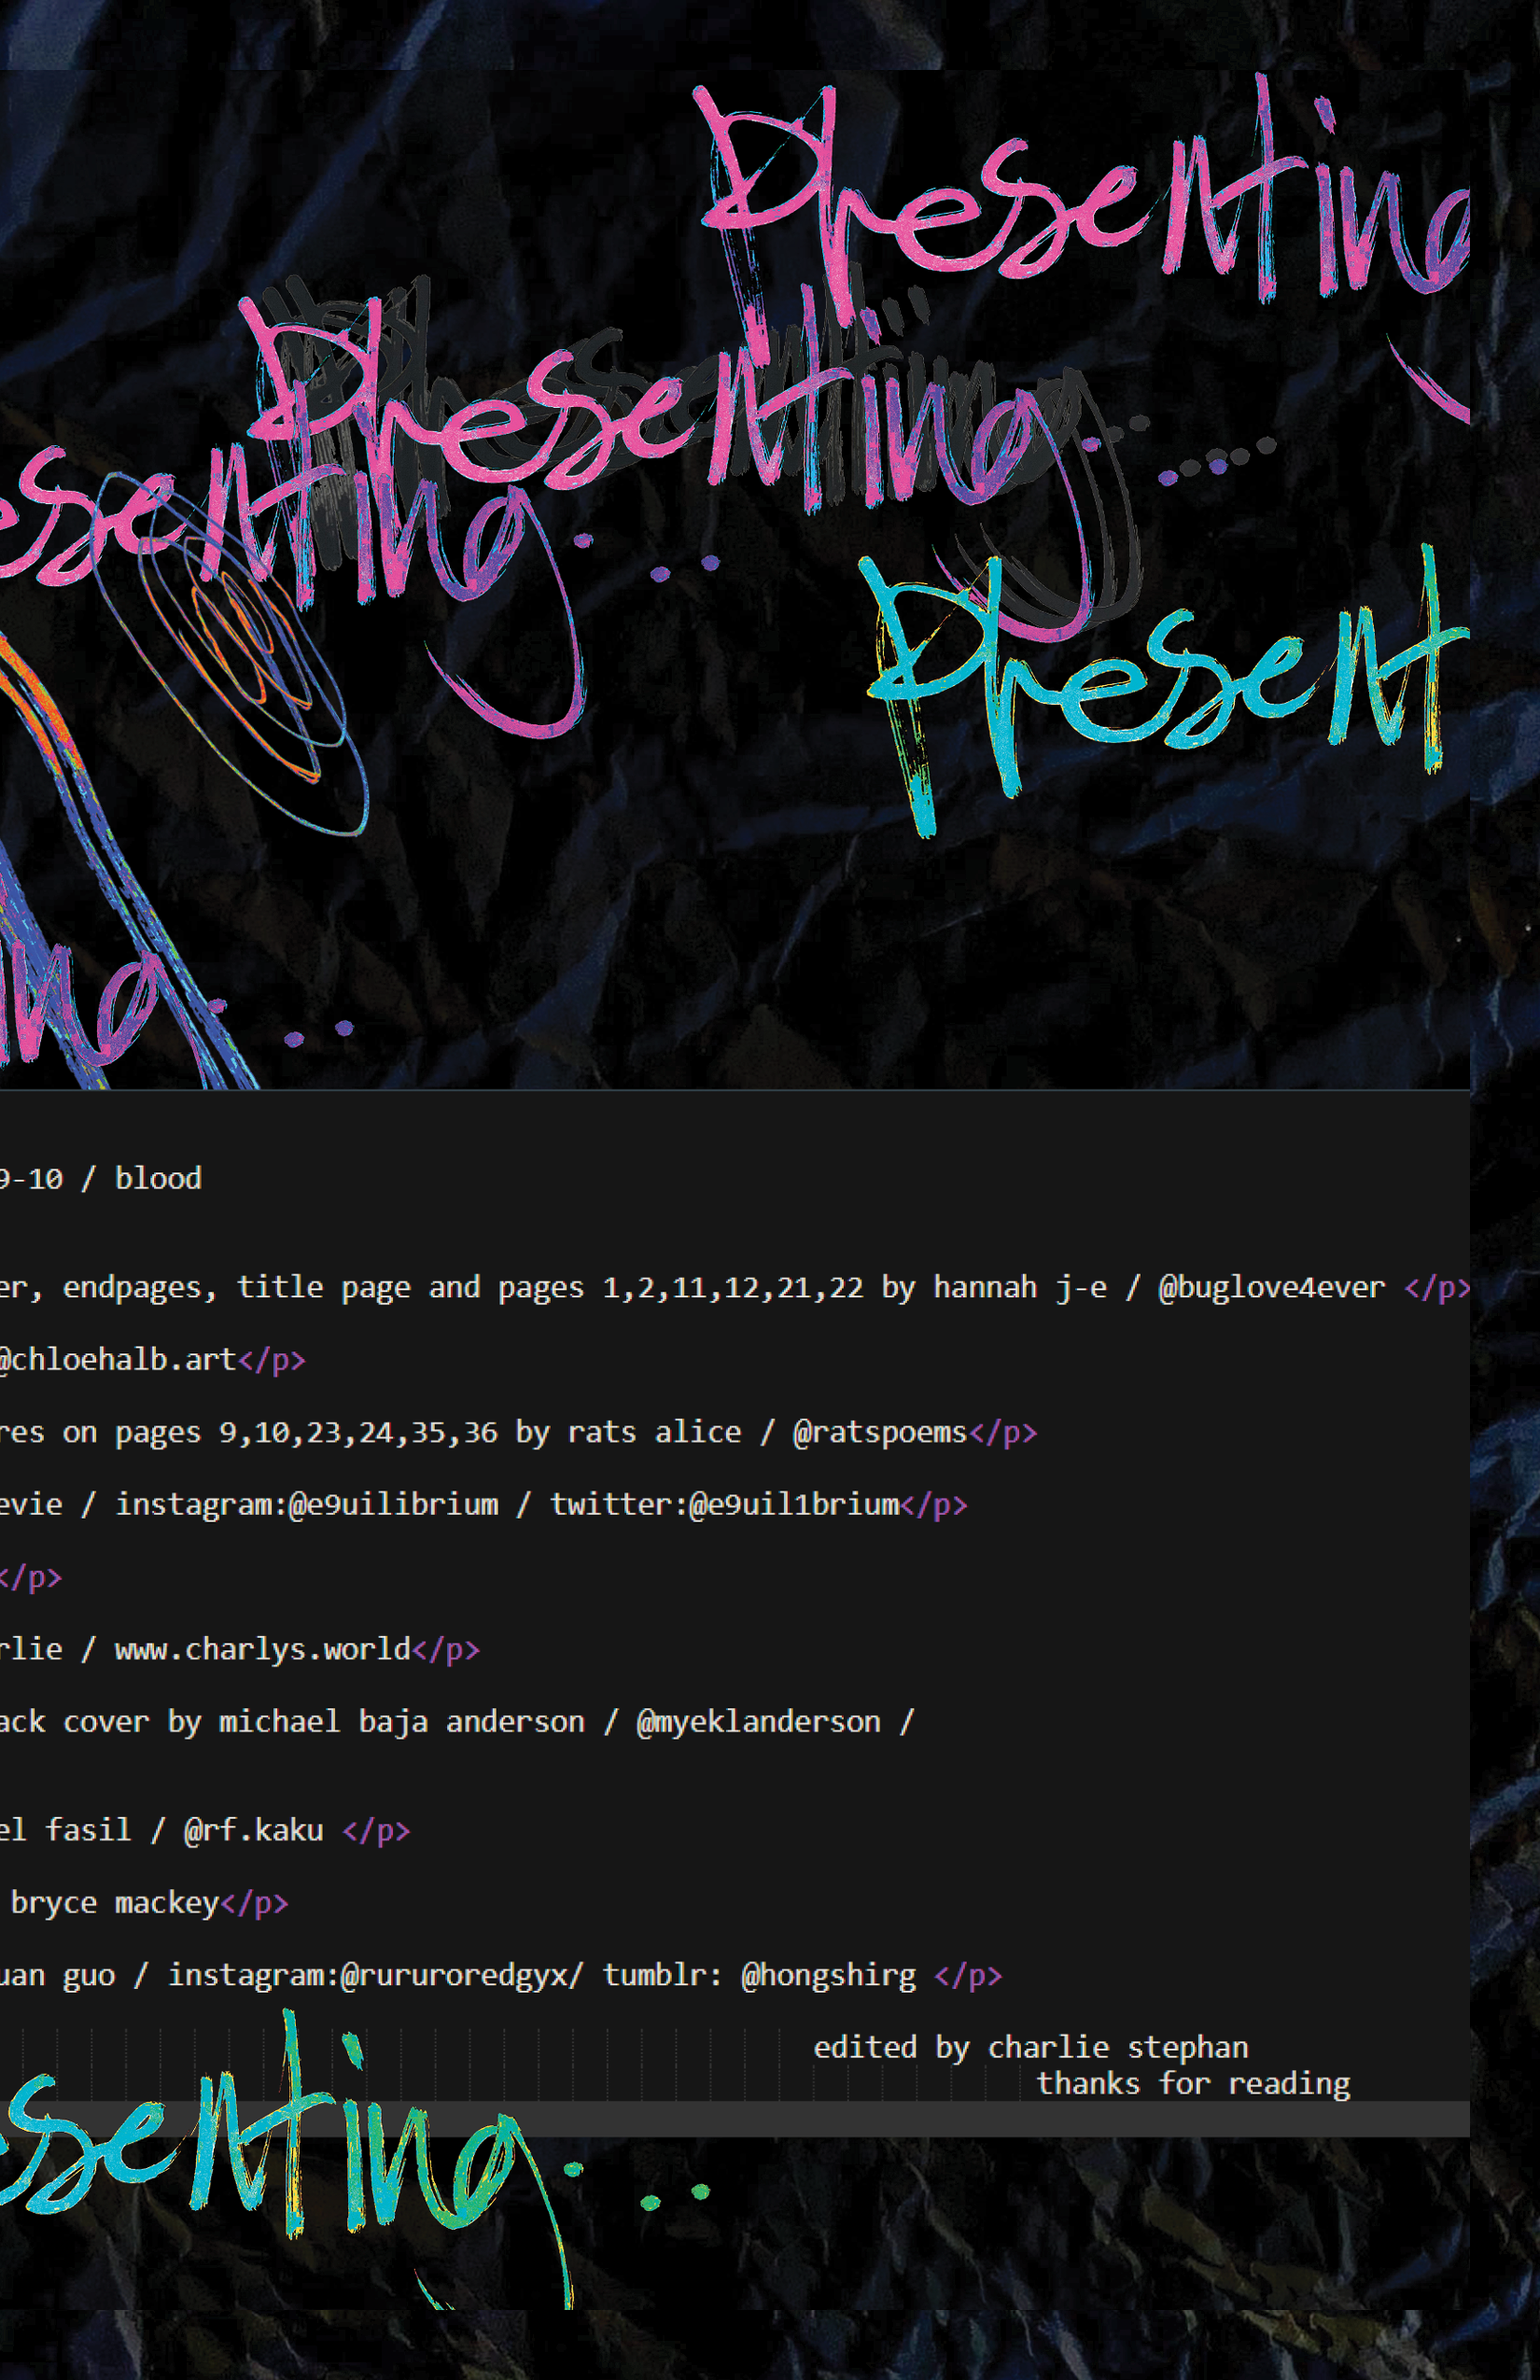 Presenting
Presenting...
esenting...
Present
ing...
9-10 / blood
er, endpages, title page and pages 1,2,11,12,21,22 by hannah j-e / @buglove4ever </p>
@chloehalb.art</p>
res on pages 9,10,23,24,35,36 by rats alice / @ratspoems</p>
evie / instagram:@e9uilibrium / twitter:@e9uil1brium</p>
</p>
rlie / www.charlys.world</p>
ack cover by michael baja anderson / @myeklanderson /
el fasil / @rf.kaku </p>
bryce mackey</p>
uan guo / instagram:@rururoredgyx/ tumblr: @hongshirg </p>
edited by charlie stephan
thanks for reading
senting...